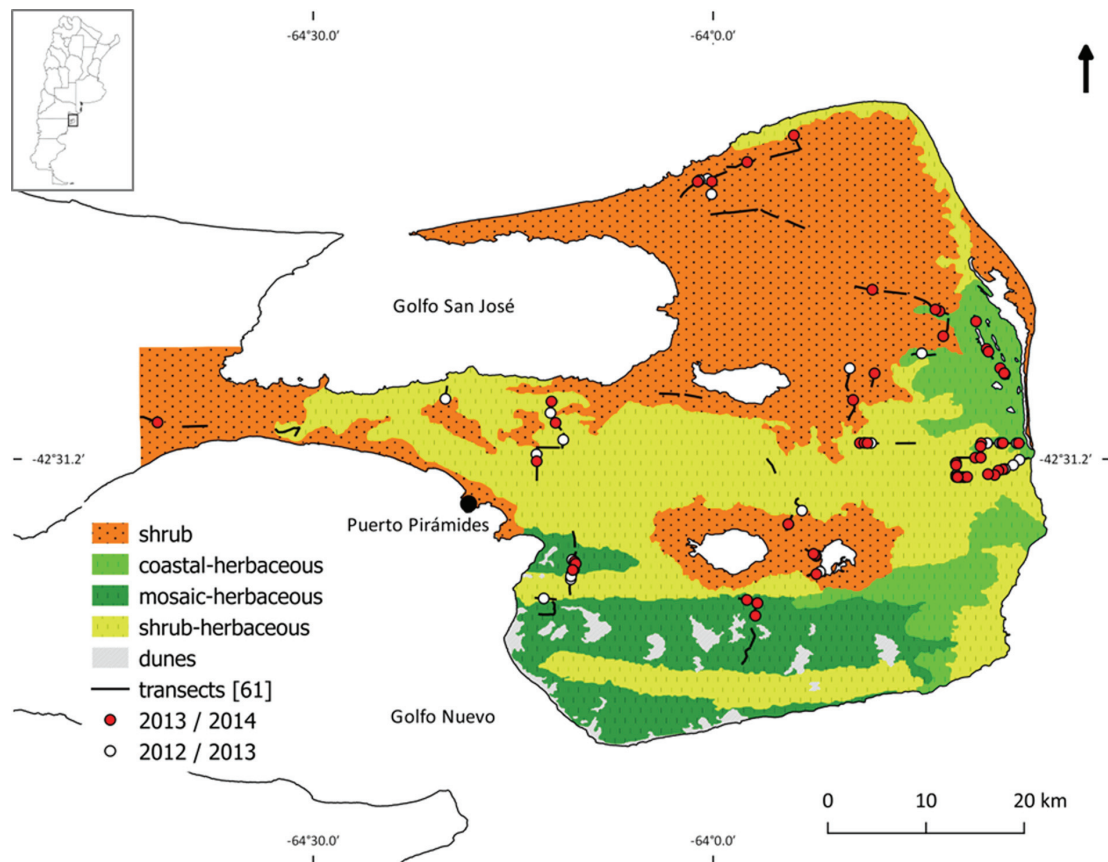 -64°30.0'
-64°0.0'
Golfo San José
-42°31.2'
-42°31.2'
Puerto Pirámides
shrub
coastal-herbaceous
mosaic-herbaceous
shrub-herbaceous
dunes
transects [61]
2013 / 2014
2012 / 2013
Golfo Nuevo
0 10 20 km
-64°30.0'
-64°0.0'